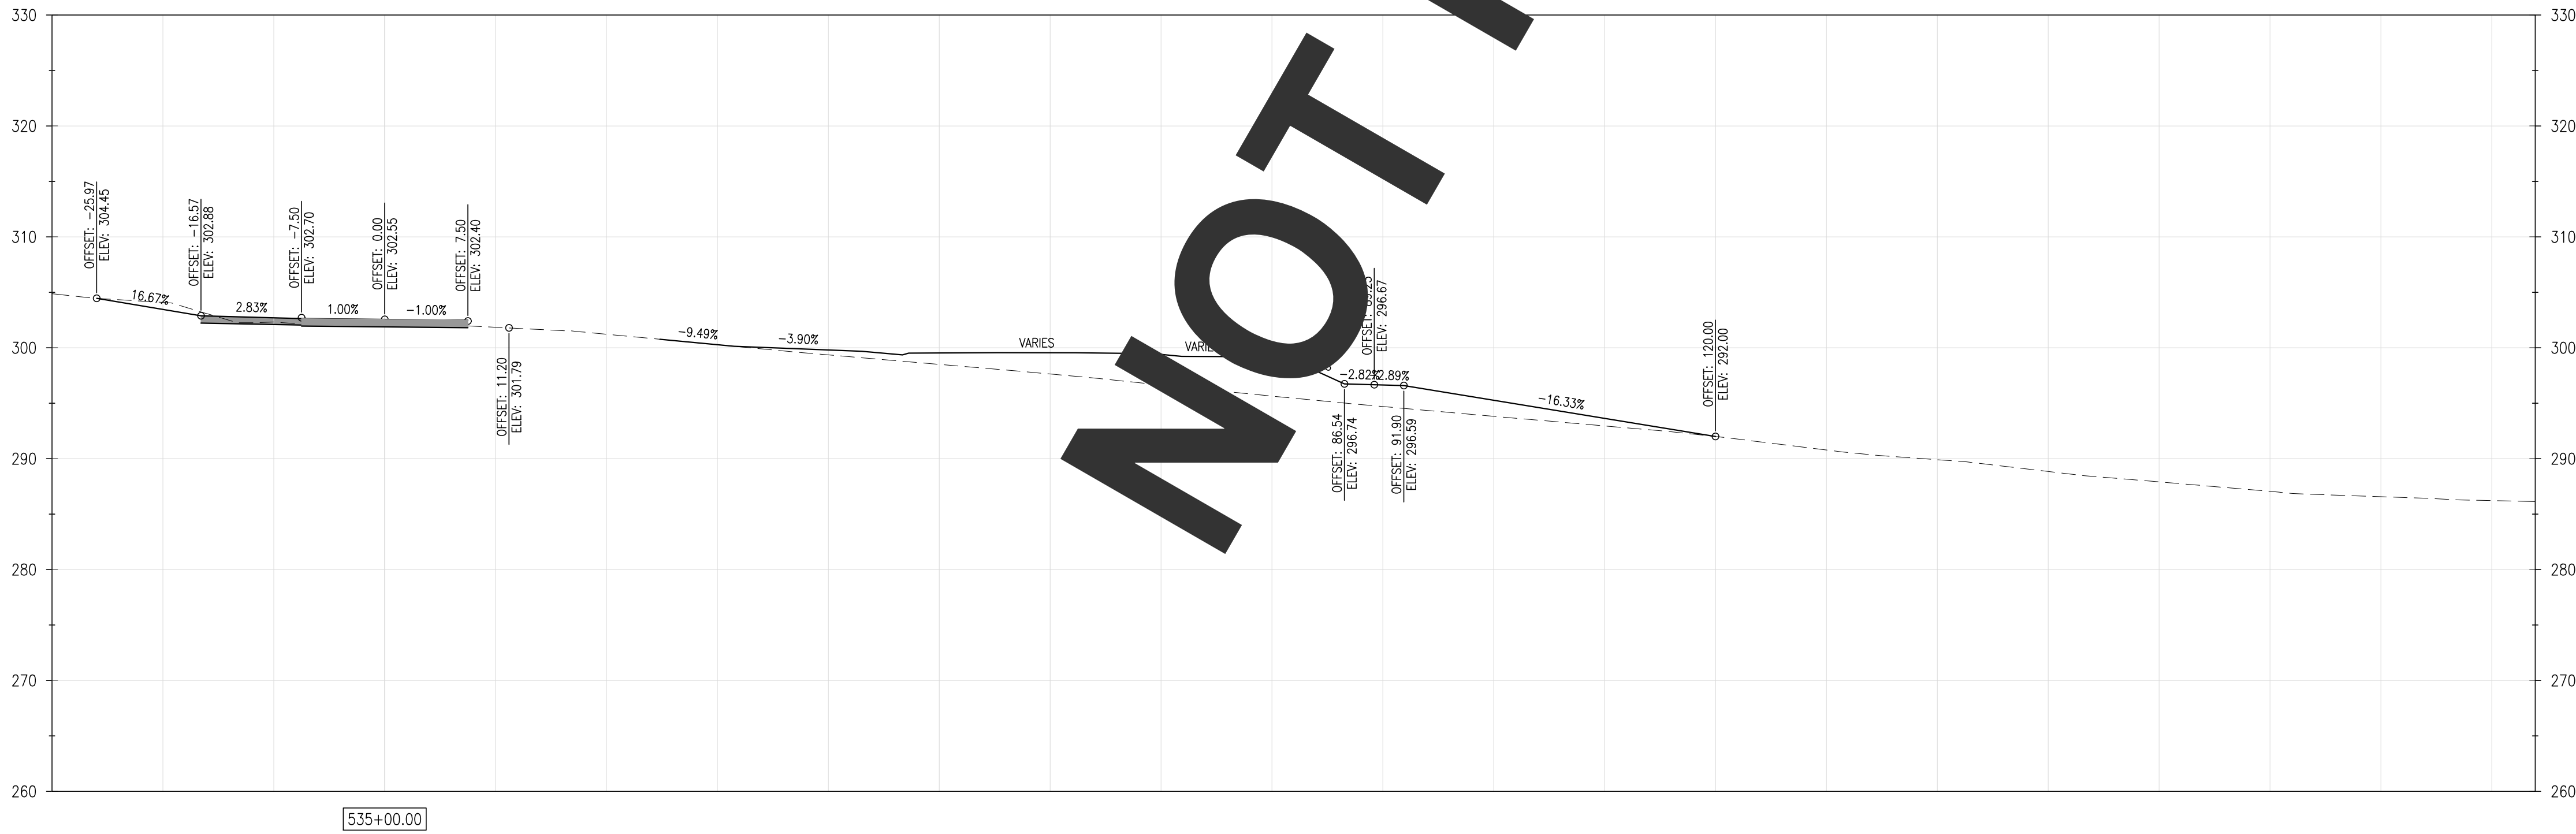 330
330
320
320
310
310
300
300
290
290
280
280
270
270
260
260
OFFSET: -25.97
ELEV: 304.45
OFFSET: -16.57
ELEV: 302.88
OFFSET: -7.50
ELEV: 302.70
OFFSET: 0.00
ELEV: 302.55
OFFSET: 7.50
ELEV: 302.40
16.67%
2.83%
1.00%
-1.00%
OFFSET: 11.20
ELEV: 301.79
-9.49%
-3.90%
VARIES
NOT
ELEV: 296.67
-2.82%
OFFSET: 86.54
ELEV: 296.74
OFFSET: 91.90
ELEV: 296.59
-16.33%
OFFSET: 120.00
ELEV: 292.00
535+00.00